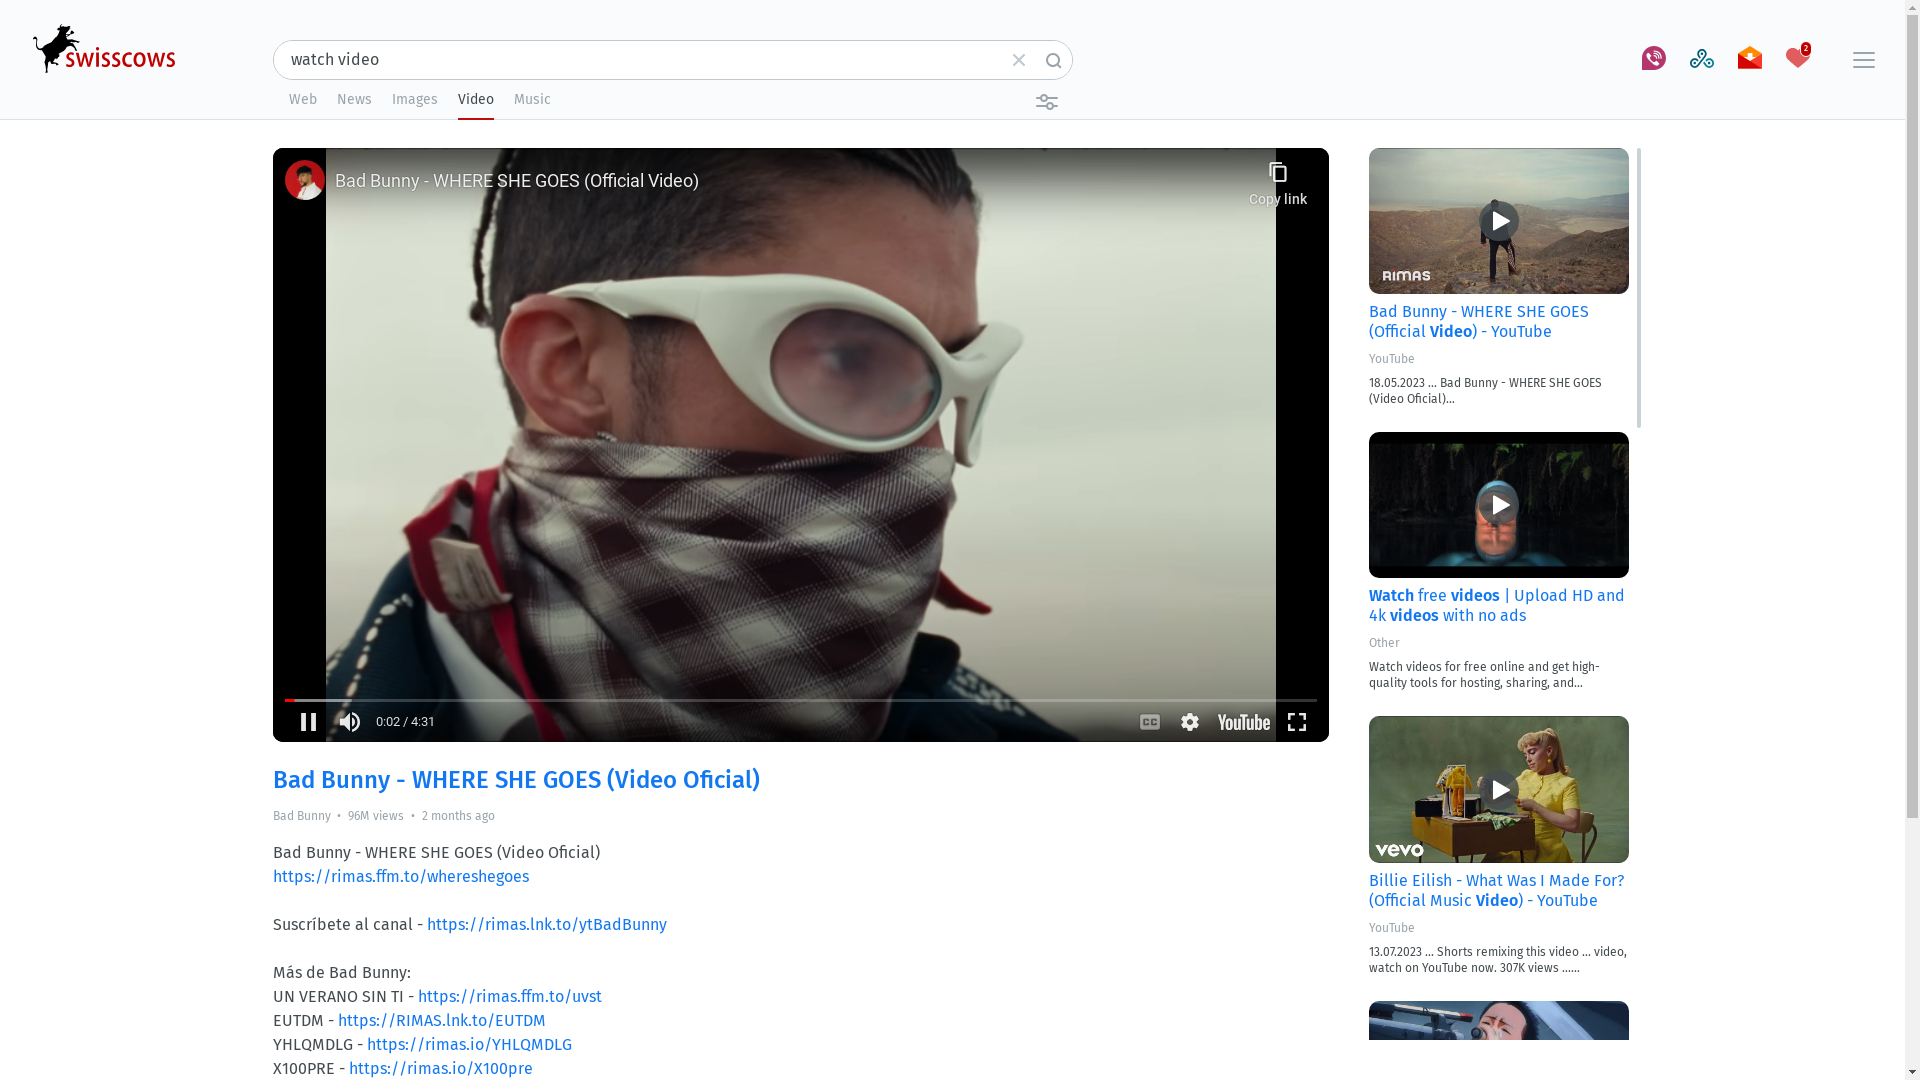 swisscows
watch video
2
Web News Images Video Music
Bad Bunny - WHERE SHE GOES (Official Video)
Copy link
0:02 / 4:31
CC
YouTube
Bad Bunny - WHERE SHE GOES (Video Oficial)
Bad Bunny • 96M views • 2 months ago
Bad Bunny - WHERE SHE GOES (Video Oficial)
https://rimas.ffm.to/whereshegoes
Suscríbete al canal - https://rimas.lnk.to/ytBadBunny
Más de Bad Bunny:
UN VERANO SIN TI - https://rimas.ffm.to/uvst
EUTDM - https://RIMAS.lnk.to/EUTDM
YHLQMDLG - https://rimas.io/YHLQMDLG
X100PRE - https://rimas.io/X100pre
RIMAS
Bad Bunny - WHERE SHE GOES
(Official Video) - YouTube
YouTube
18.05.2023 ... Bad Bunny - WHERE SHE GOES
(Video Oficial)...
Watch free videos | Upload HD and
4k videos with no ads
Other
Watch videos for free online and get high-
quality tools for hosting, sharing, and...
vevo
Billie Eilish - What Was I Made For?
(Official Music Video) - YouTube
YouTube
13.07.2023 ... Shorts remixing this video ... video,
watch on YouTube now. 307K views ......